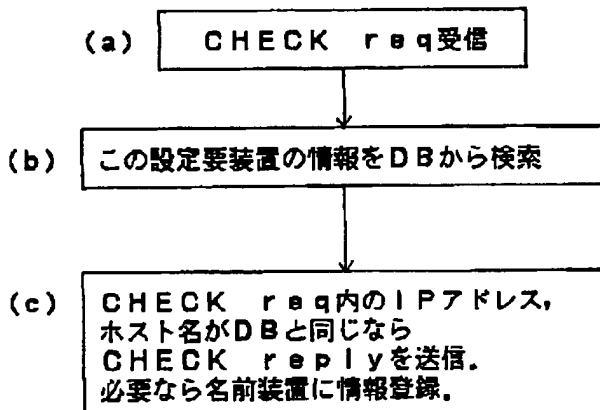 (a) CHECK req受信
(b) この設定要装置の情報をDBから検索
(c) CHECK req内のIPアドレス，
ホスト名がDBと同じなら
CHECK replyを送信．
必要なら名前装置に情報登録．